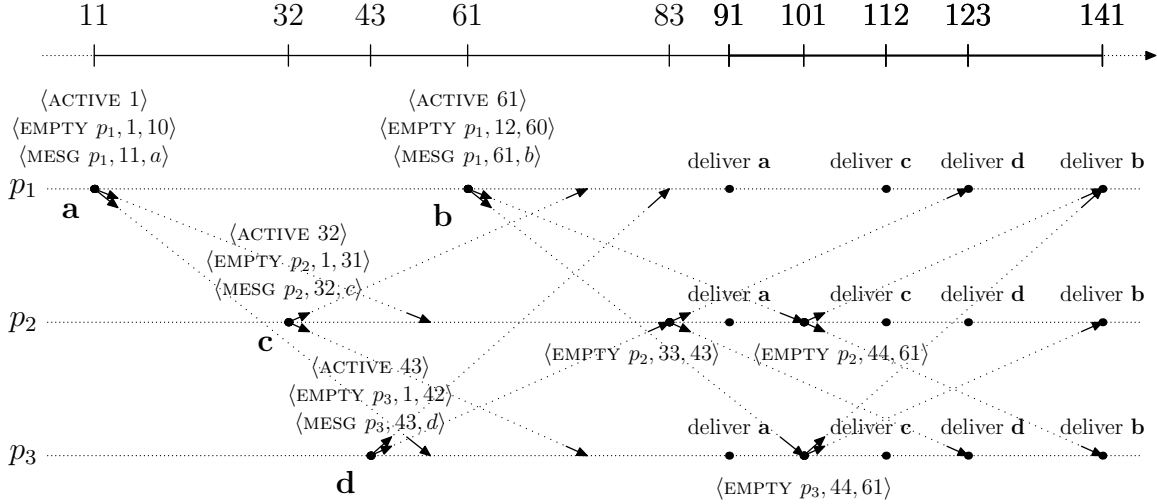 11 32 43 61 83 91 101 112 123 141
⟨ACTIVE 1⟩
⟨EMPTY p1, 1, 10⟩
⟨MESG p1, 11, a⟩
⟨ACTIVE 61⟩
⟨EMPTY p1, 12, 60⟩
⟨MESG p1, 61, b⟩
deliver a deliver c deliver d deliver b
p1
a
b
⟨ACTIVE 32⟩
⟨EMPTY p2, 1, 31⟩
⟨MESG p2, 32, c⟩
deliver a deliver c deliver d deliver b
p2
c
⟨EMPTY p2, 33, 43⟩ ⟨EMPTY p2, 44, 61⟩
⟨ACTIVE 43⟩
⟨EMPTY p3, 1, 42⟩
⟨MESG p3, 43, d⟩
deliver a deliver c deliver d deliver b
p3
d
⟨EMPTY p3, 44, 61⟩